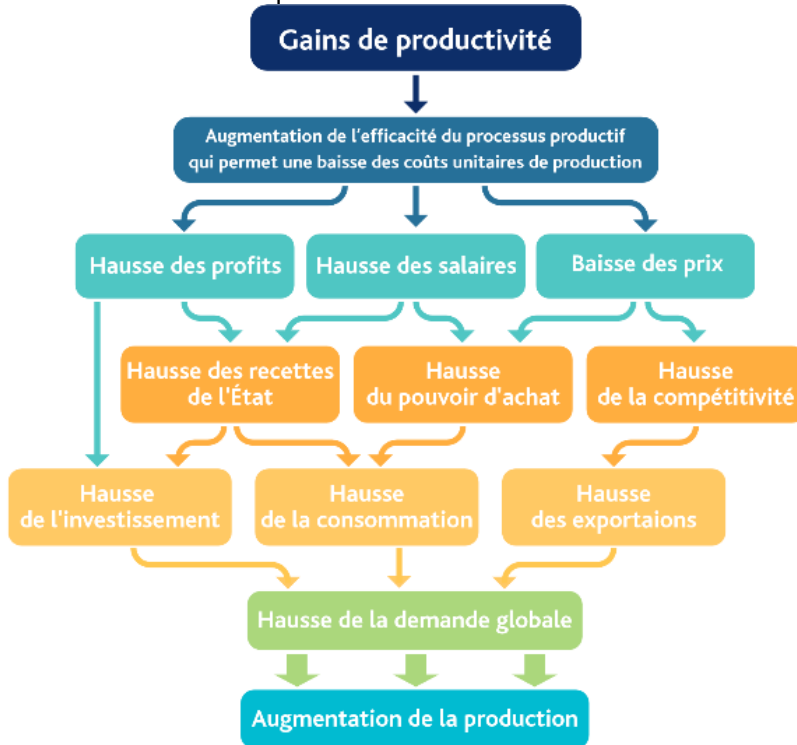 Gains de productivité
Augmentation de l'efficacité du processus productif
qui permet une baisse des coûts unitaires de production
Hausse des profits
Hausse des salaires
Baisse des prix
Hausse des recettes
de l'État
Hausse
du pouvoir d'achat
Hausse
de la compétitivité
Hausse
de l'investissement
Hausse
de la consommation
Hausse
des exportaions
Hausse de la demande globale
Augmentation de la production